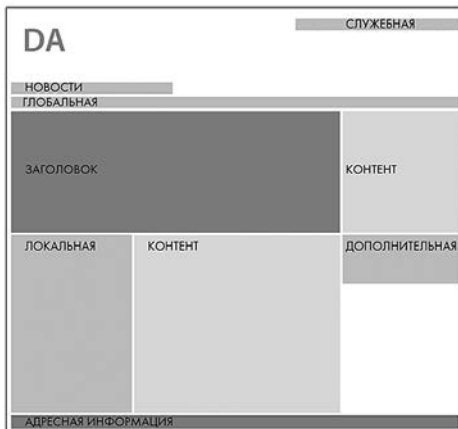 СЛУЖЕБНАЯ
DA
НОВОСТИ
ГЛОБАЛЬНАЯ
ЗАГОЛОВОК
КОНТЕНТ
ЛОКАЛЬНАЯ
КОНТЕНТ
ДОПОЛНИТЕЛЬНАЯ
АДРЕСНАЯ ИНФОРМАЦИЯ